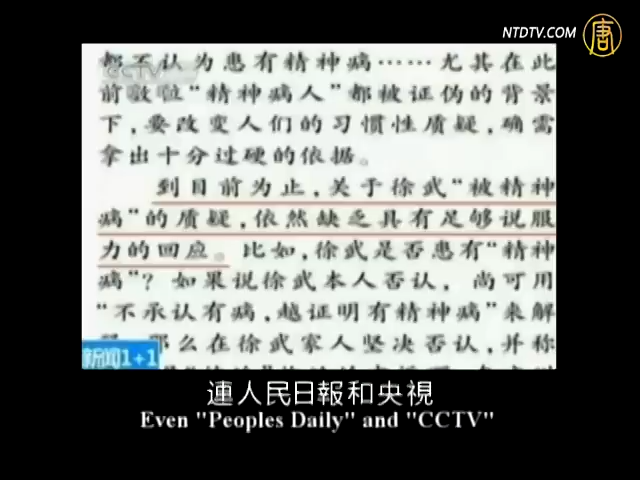 NTDTV.COM
唐
CCTV
都不认为患有精神病……尤其在此
前数位“精神病人”都被证伪的背景
下，要改变人们的习惯性质疑，确需
拿出十分过硬的依据。
到目前为止，关于徐武“被精神
病”的质疑，依然缺乏具有足够说服
力的回应。比如，徐武是否患有“精神
病”？如果说徐武本人否认，尚可用
“不承认有病，越证明有精神病”来解
那么在徐武家人坚决否认，并称
新闻1+1
連人民日報和央視
Even "Peoples Daily" and "CCTV"